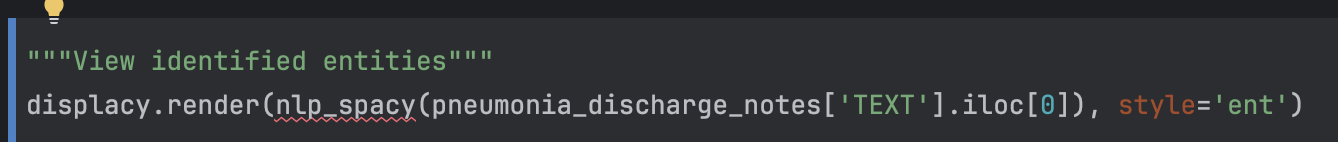 """View identified entities"""
displacy.render(nlp_spacy(pneumonia_discharge_notes['TEXT'].iloc[0]), style='ent')